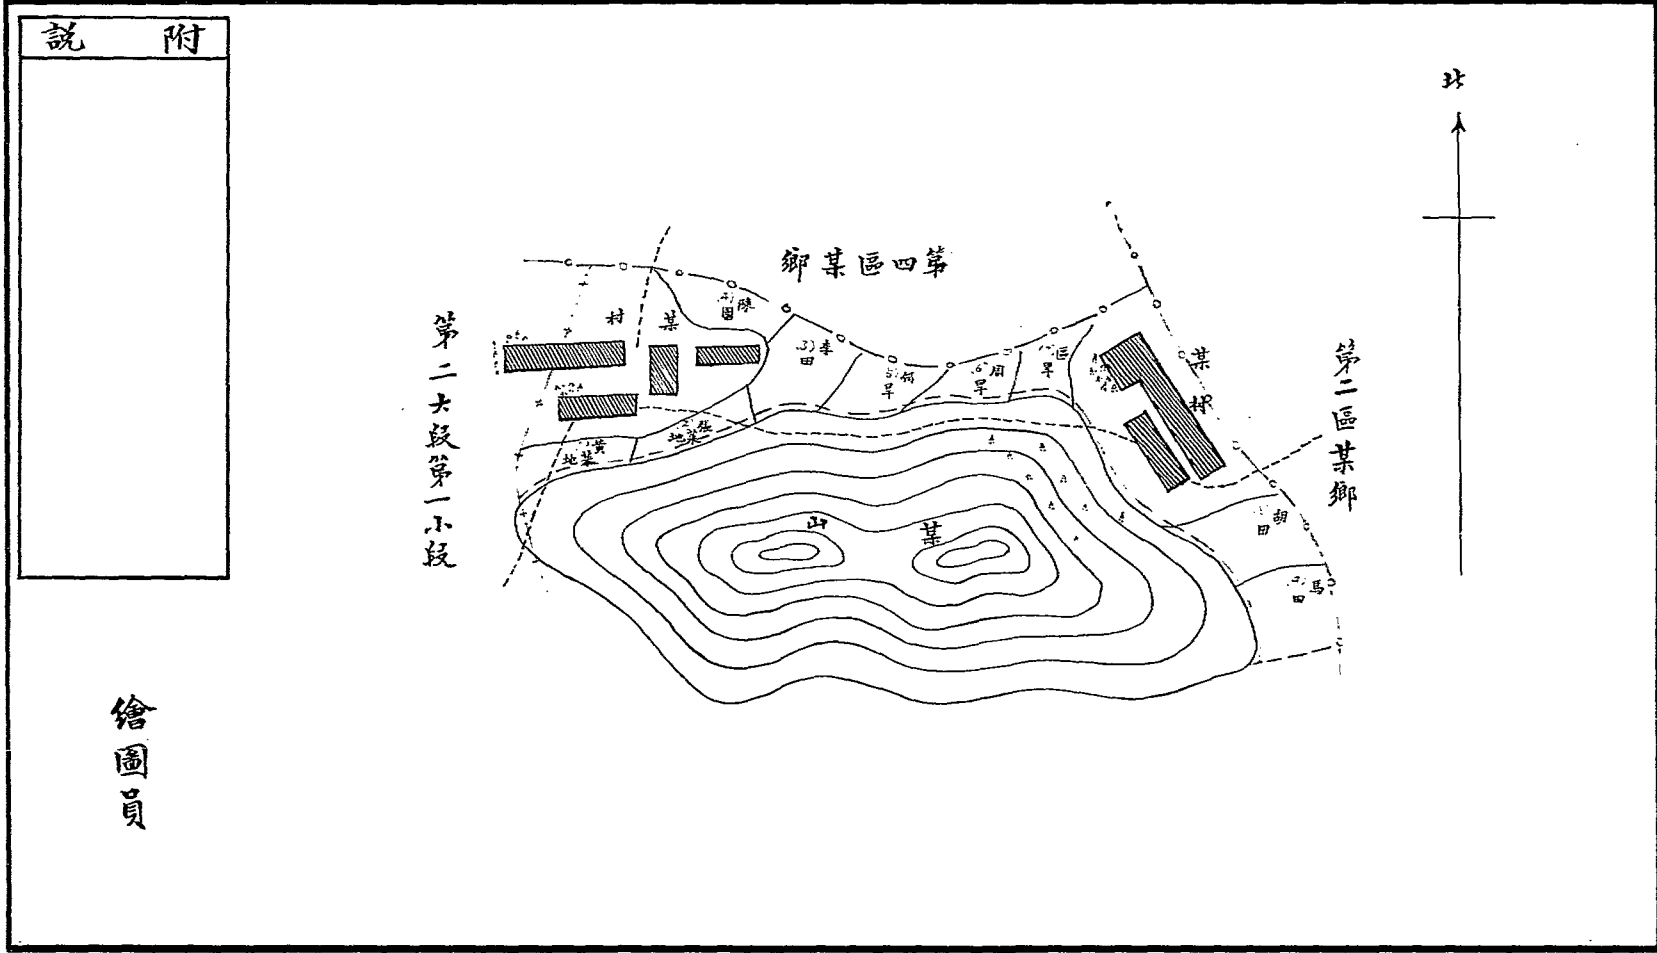 附說
北
第四區某鄉
第二區某鄉
第二大段第一小段
某村
某村
某山
陳
園
李
田
何
旱
周
旱
區
旱
張
菜地
黃
菜地
胡
田
馬
田
繪圖員